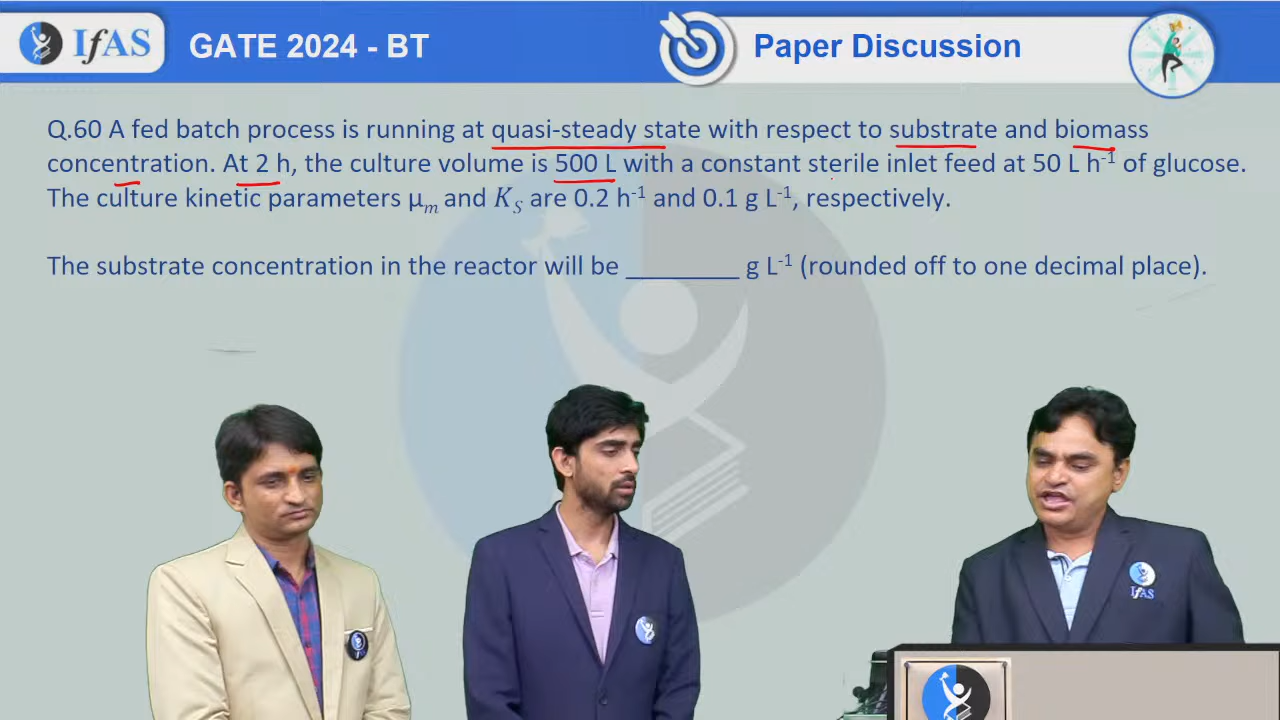 IfAS
GATE 2024 - BT
Paper Discussion
Q.60 A fed batch process is running at quasi-steady state with respect to substrate and biomass
concentration. At 2 h, the culture volume is 500 L with a constant sterile inlet feed at 50 L h⁻¹ of glucose.
The culture kinetic parameters μₘ and K_S are 0.2 h⁻¹ and 0.1 g L⁻¹, respectively.
The substrate concentration in the reactor will be ________ g L⁻¹ (rounded off to one decimal place).
IfAS